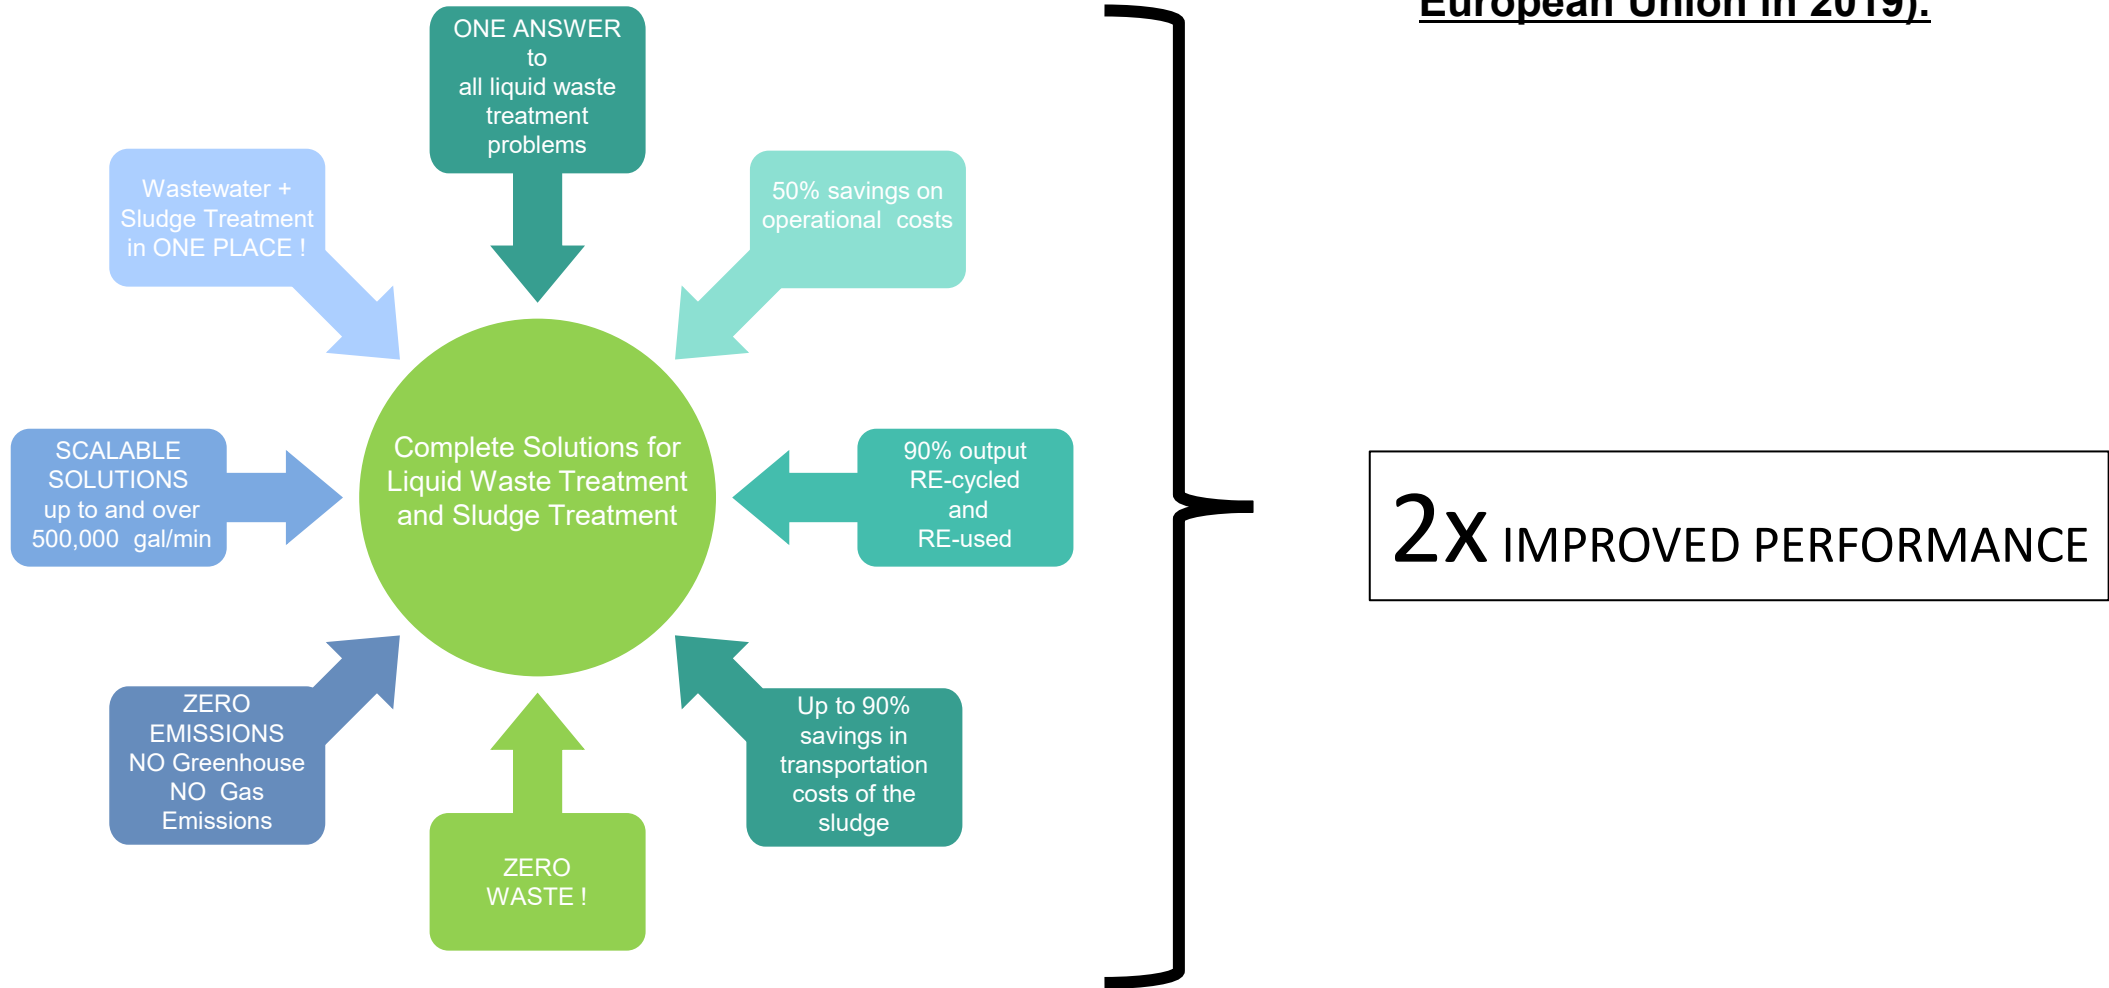 European Union in 2019).
ONE ANSWER
to
all liquid waste
treatment
problems
50% savings on
operational costs
90% output
RE-cycled
and
RE-used
Up to 90%
savings in
transportation
costs of the
sludge
ZERO
WASTE !
ZERO
EMISSIONS
NO Greenhouse
NO Gas
Emissions
SCALABLE
SOLUTIONS
up to and over
500,000 gal/min
Wastewater +
Sludge Treatment
in ONE PLACE !
Complete Solutions for
Liquid Waste Treatment
and Sludge Treatment
2x IMPROVED PERFORMANCE